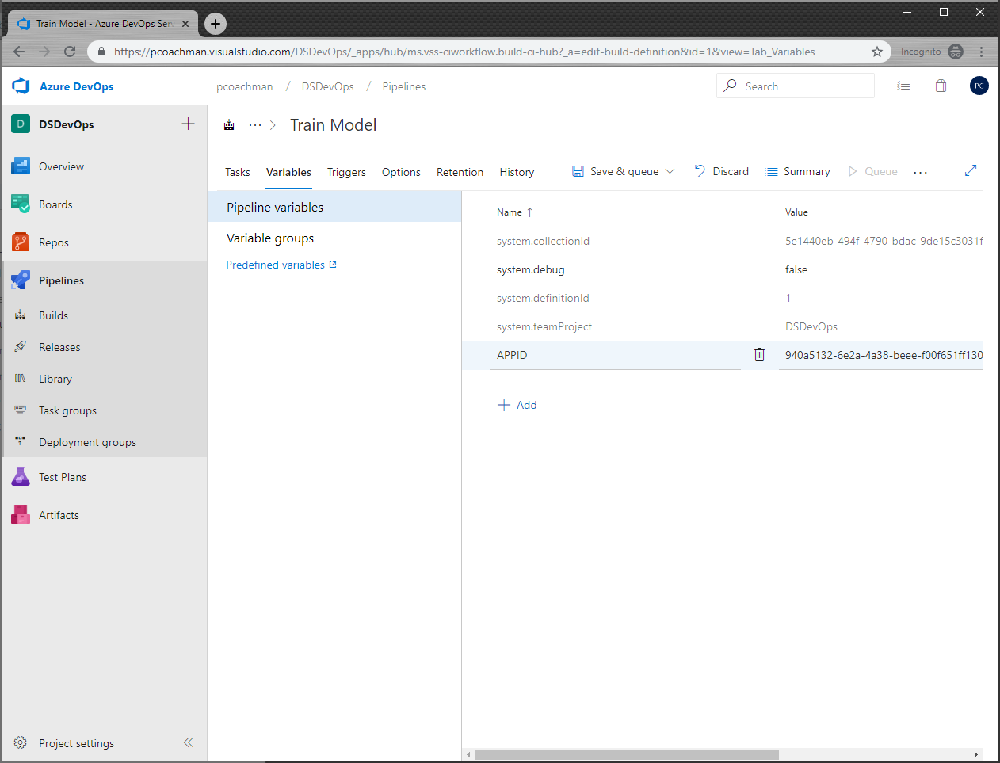 Train Model - Azure DevOps Serv
https://pcoachman.visualstudio.com/DSDevOps/_apps/hub/ms.vss-ciworkflow.build-ci-hub?_a=edit-build-definition&id=1&view=Tab_Variables
Incognito
Azure DevOps
pcoachman / DSDevOps / Pipelines
Search
PC
D
DSDevOps
Overview
Boards
Repos
Pipelines
Builds
Releases
Library
Task groups
Deployment groups
Test Plans
Artifacts
Project settings
... > Train Model
Tasks Variables Triggers Options Retention History Save & queue Discard Summary Queue ...
Pipeline variables
Variable groups
Predefined variables
Name ↑ Value
system.collectionId 5e1440eb-494f-4790-bdac-9de15c3031f
system.debug false
system.definitionId 1
system.teamProject DSDevOps
APPID 940a5132-6e2a-4a38-beee-f00f651ff130
+ Add